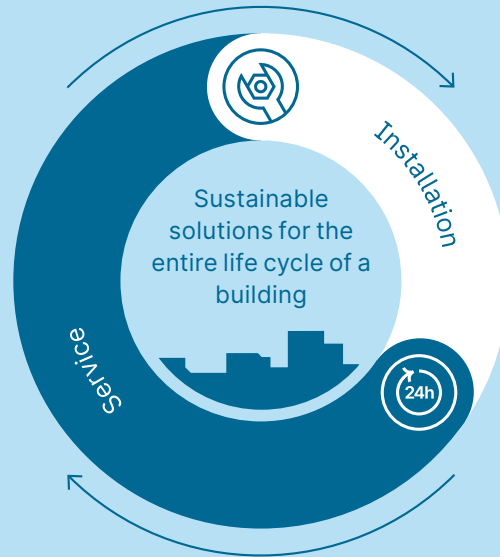 Installation
Sustainable
solutions for the
entire life cycle of a
building
Service
24h